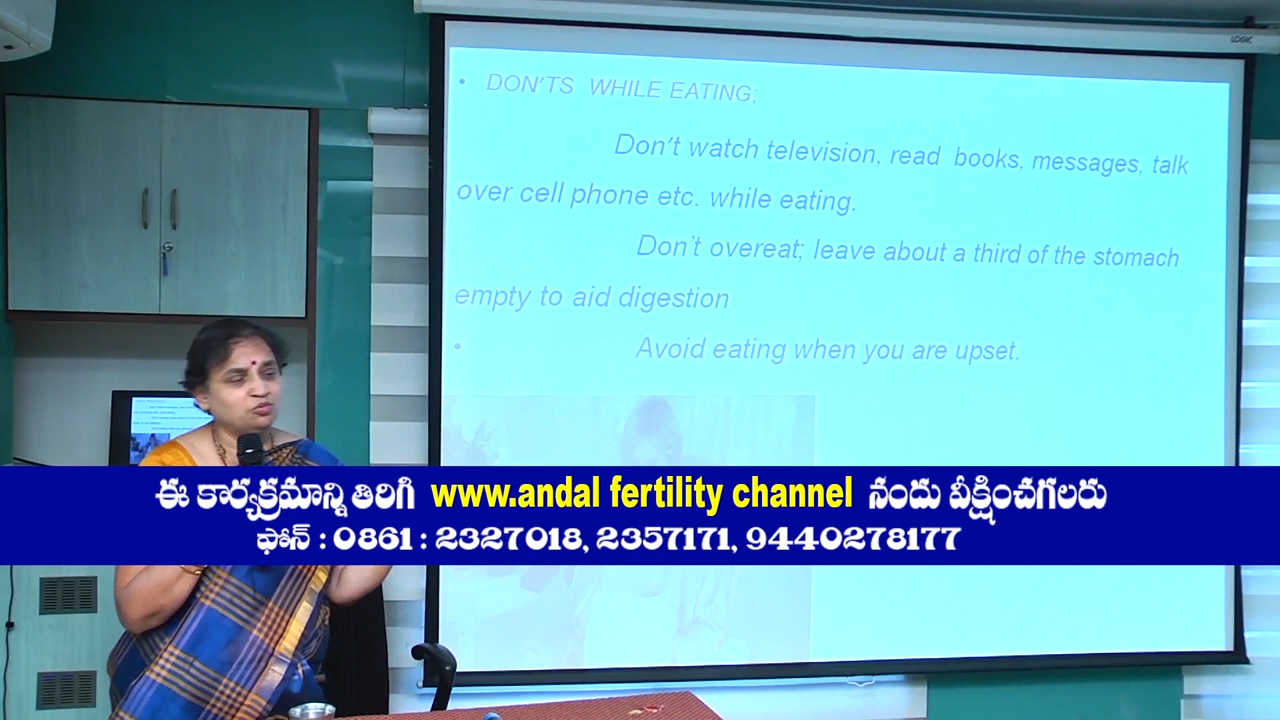 LOGIC
• DON'TS WHILE EATING;
Don't watch television, read books, messages, talk
over cell phone etc. while eating.
Don't overeat; leave about a third of the stomach
empty to aid digestion
• Avoid eating when you are upset.
ఈ కార్యక్రమాన్ని తిరిగి www.andal fertility channel నందు వీక్షించగలరు
ఫోన్ : 0861 : 2327018, 2357171, 9440278177